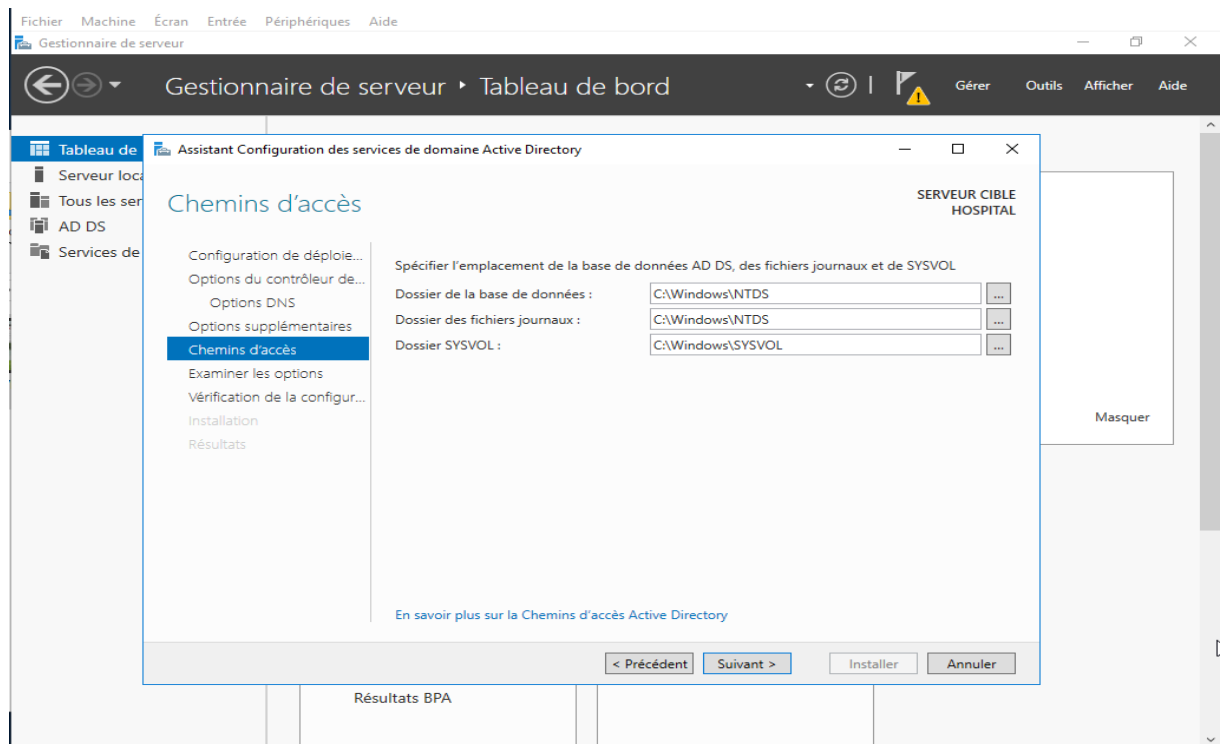 Fichier Machine Écran Entrée Périphériques Aide
Gestionnaire de serveur
Gestionnaire de serveur ‣ Tableau de bord
Gérer Outils Afficher Aide
Tableau de
Serveur loca
Tous les ser
AD DS
Services de
Assistant Configuration des services de domaine Active Directory
Chemins d’accès
SERVEUR CIBLE
HOSPITAL
Configuration de déploie...
Options du contrôleur de...
Options DNS
Options supplémentaires
Chemins d’accès
Examiner les options
Vérification de la configur...
Installation
Résultats
Spécifier l’emplacement de la base de données AD DS, des fichiers journaux et de SYSVOL
Dossier de la base de données : C:\Windows\NTDS ...
Dossier des fichiers journaux : C:\Windows\NTDS ...
Dossier SYSVOL : C:\Windows\SYSVOL ...
En savoir plus sur la Chemins d’accès Active Directory
< Précédent Suivant > Installer Annuler
Masquer
Résultats BPA